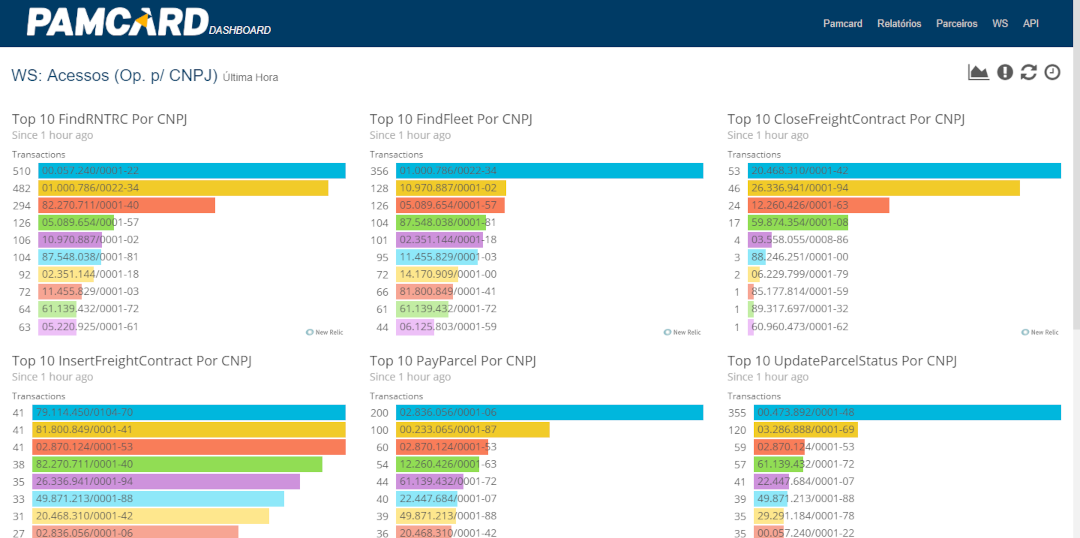 PAMCARD DASHBOARD
Pamcard Relatórios Parceiros WS API
WS: Acessos (Op. p/ CNPJ) Última Hora
Top 10 FindRNTRC Por CNPJ
Since 1 hour ago
Transactions
510 00.057.240/0001-22
482 01.000.786/0022-34
294 82.270.711/0001-40
126 05.089.654/0001-57
106 10.970.887/0001-02
104 87.548.038/0001-81
92 02.351.144/0001-18
72 11.455.829/0001-03
64 61.139.432/0001-72
63 05.220.925/0001-61
New Relic
Top 10 FindFleet Por CNPJ
Since 1 hour ago
Transactions
356 01.000.786/0022-34
128 10.970.887/0001-02
126 05.089.654/0001-57
104 87.548.038/0001-81
101 02.351.144/0001-18
95 11.455.829/0001-03
72 14.170.909/0001-00
66 81.800.849/0001-41
61 61.139.432/0001-72
44 06.125.803/0001-59
New Relic
Top 10 CloseFreightContract Por CNPJ
Since 1 hour ago
Transactions
53 20.468.310/0001-42
46 26.336.941/0001-94
24 12.260.426/0001-63
17 59.874.354/0001-08
4 03.558.055/0008-86
3 88.246.251/0001-00
2 06.229.799/0001-79
1 85.177.814/0001-59
1 89.317.697/0001-32
1 60.960.473/0001-62
New Relic
Top 10 InsertFreightContract Por CNPJ
Since 1 hour ago
Transactions
41 79.114.450/0104-70
41 81.800.849/0001-41
41 02.870.124/0001-53
38 82.270.711/0001-40
35 26.336.941/0001-94
33 49.871.213/0001-88
31 20.468.310/0001-42
27 02.836.056/0001-06
Top 10 PayParcel Por CNPJ
Since 1 hour ago
Transactions
200 02.836.056/0001-06
100 00.233.065/0001-87
60 02.870.124/0001-53
54 12.260.426/0001-63
44 61.139.432/0001-72
40 22.447.684/0001-07
39 49.871.213/0001-88
36 20.468.310/0001-42
Top 10 UpdateParcelStatus Por CNPJ
Since 1 hour ago
Transactions
355 00.473.892/0001-48
120 03.286.888/0001-69
59 02.870.124/0001-53
57 61.139.432/0001-72
41 22.447.684/0001-07
39 49.871.213/0001-88
35 29.291.184/0001-78
35 00.057.240/0001-22